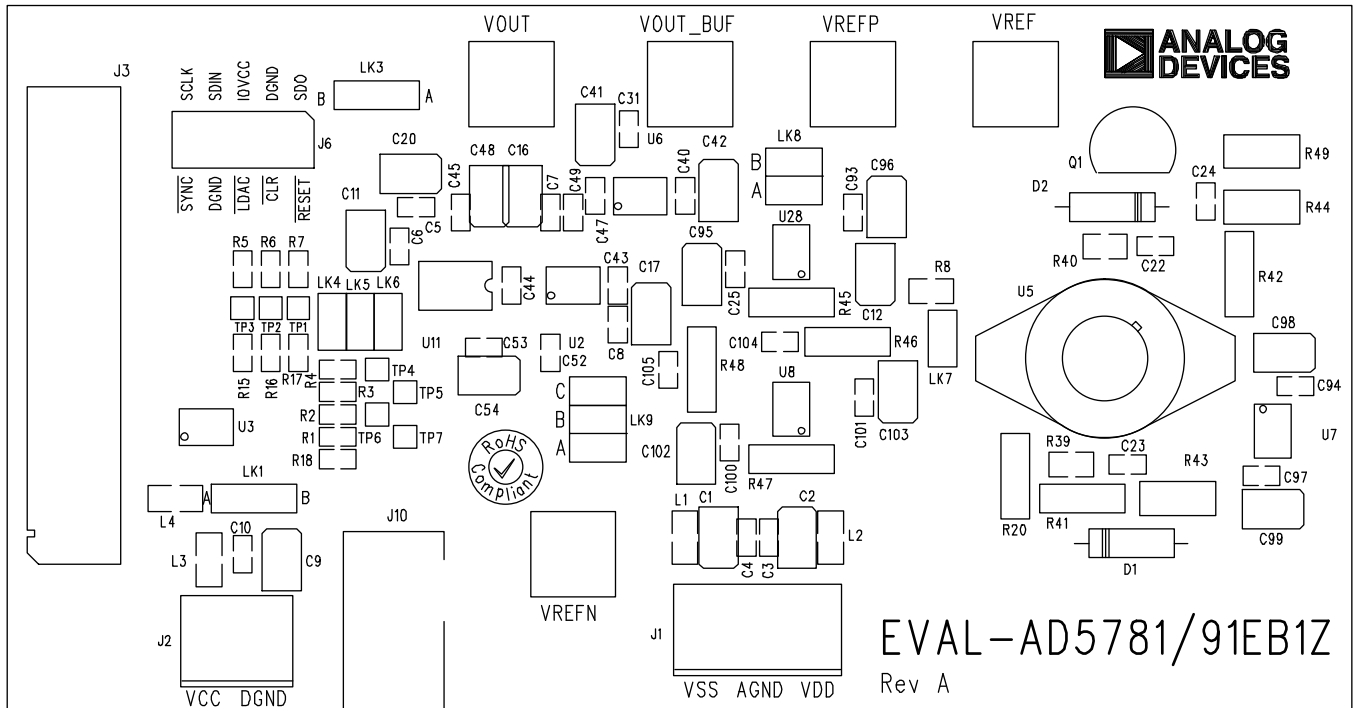 VOUT VOUT_BUF VREFP VREF
ANALOG
DEVICES
J3
SCLK SDIN IOVCC DGND SDO
B LK3 A
J6
SYNC DGND LDAC CLR RESET
C41 C31 U6
C20 C48 C16 C42 LK8
B
A
Q1 R49
C11 C6 C5 C45 C7 C49 C47 C40
C93 C96 D2 C24 R44
U28
R5 R6 R7
C95 R40 C22 R42
LK4 LK5 LK6
C44 C43 C17 C25 R45 C12 R8 U5
TP3 TP2 TP1
U11 C53 U2 C52 C8 C105 R48 C104 R46 C98
R15 R16 R17 R4 TP4
R3 TP5
C54 U8 LK7 C94
C
B LK9
A
U3 R2
R1 TP6 TP7
R18
RoHS
Compliant
C102 C100 R47 C101 C103
R39 C23 R43 U7
C97
A LK1 B
L4
L1 C1 C2 L2
C4 C3
R20 R41 C99
L3 C10 C9 J10
D1
VREFN
J2 J1
VCC DGND
VSS AGND VDD
EVAL-AD5781/91EB1Z
Rev A